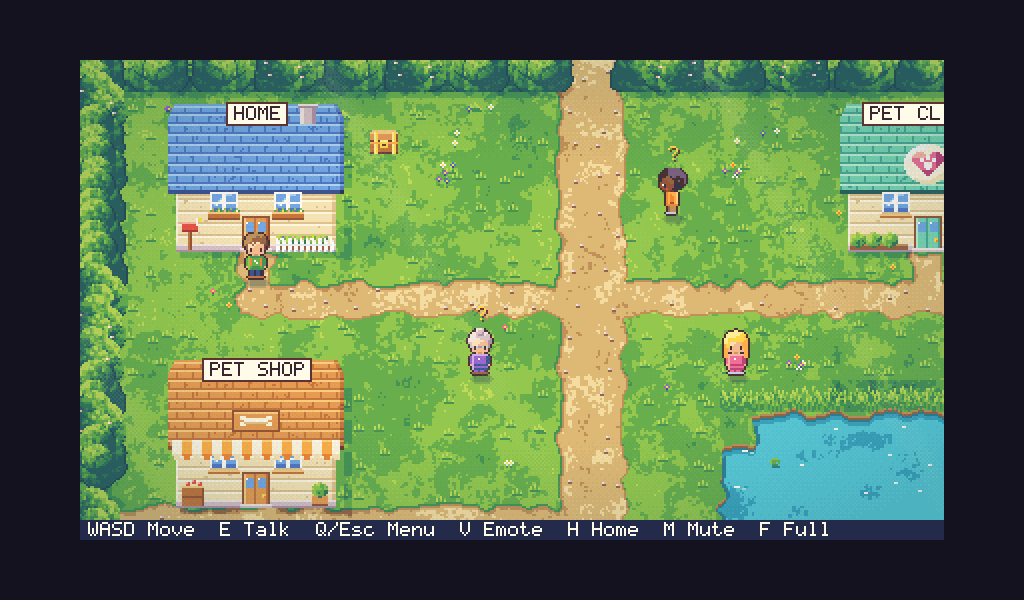 HOME
PET CL
?
?
PET SHOP
WASD Move  E Talk  Q/Esc Menu  V Emote  H Home  M Mute  F Full